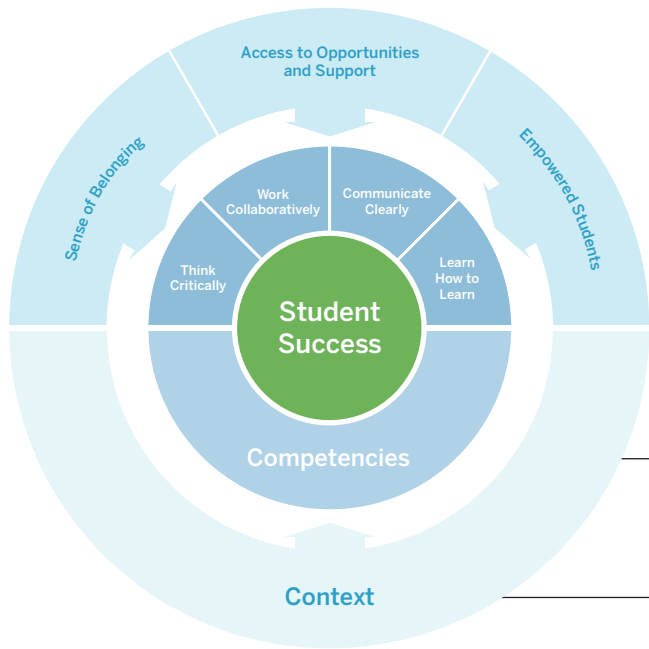 Access to Opportunities
and Support
Sense of Belonging
Empowered Students
Work
Collaboratively
Communicate
Clearly
Think
Critically
Learn
How to
Learn
Student
Success
Competencies
Context